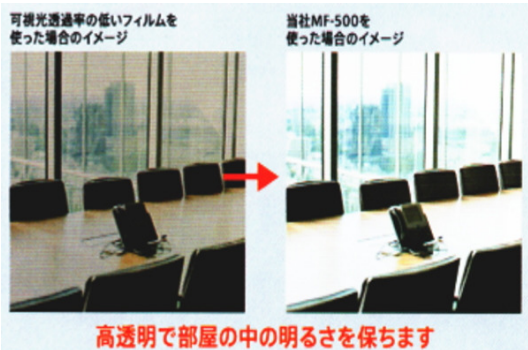 可視光透過率の低いフィルムを
使った場合のイメージ
当社MF-500を
使った場合のイメージ
高透明で部屋の中の明るさを保ちます